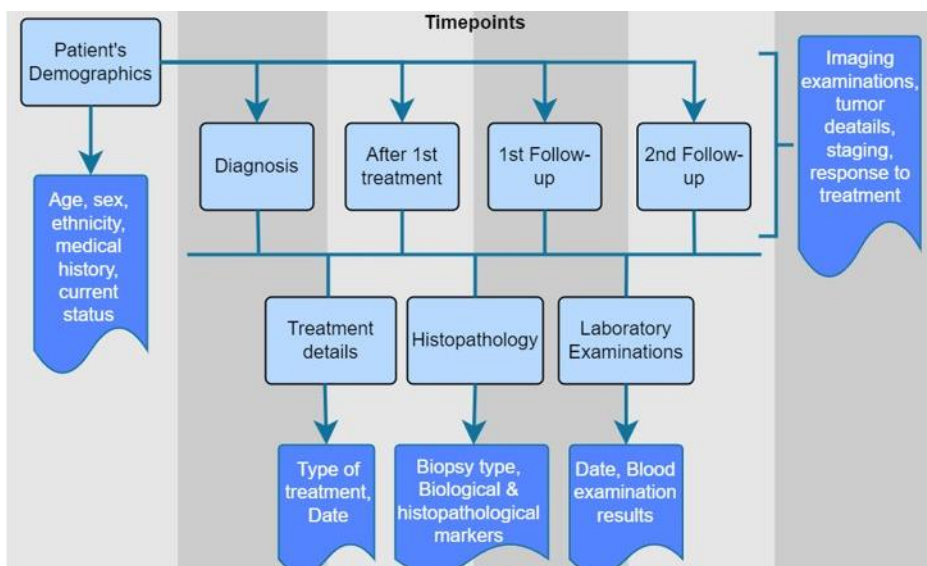 Timepoints
Patient's
Demographics
Imaging
examinations,
tumor
deatails,
staging,
response to
treatment
Diagnosis
After 1st
treatment
1st Follow-
up
2nd Follow-
up
Age, sex,
ethnicity,
medical
history,
current
status
Treatment
details
Histopathology
Laboratory
Examinations
Type of
treatment,
Date
Biopsy type,
Biological &
histopathological
markers
Date, Blood
examination
results